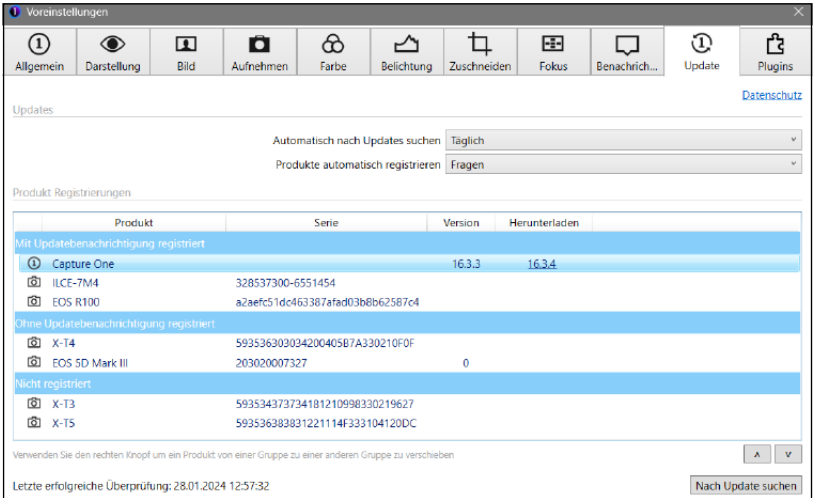 Voreinstellungen
Allgemein Darstellung Bild Aufnehmen Farbe Belichtung Zuschneiden Fokus Benachrich... Update Plugins
Datenschutz
Updates
Automatisch nach Updates suchen Täglich
Produkte automatisch registrieren Fragen
Produkt Registrierungen
Produkt Serie Version Herunterladen
Mit Updatebenachrichtigung registriert
Capture One 16.3.3 16.3.4
ILCE-7M4 328537300-6551454
EOS R100 a2aefc51dc463387afad03b8b62587c4
Ohne Updatebenachrichtigung registriert
X-T4 593536303034200405B7A330210F0F
EOS 5D Mark III 203020007327 0
Nicht registriert
X-T3 593534373734181210998330219627
X-T5 593536383831221114F333104120DC
Verwenden Sie den rechten Knopf um ein Produkt von einer Gruppe zu einer anderen Gruppe zu verschieben
Letzte erfolgreiche Überprüfung: 28.01.2024 12:57:32 Nach Update suchen